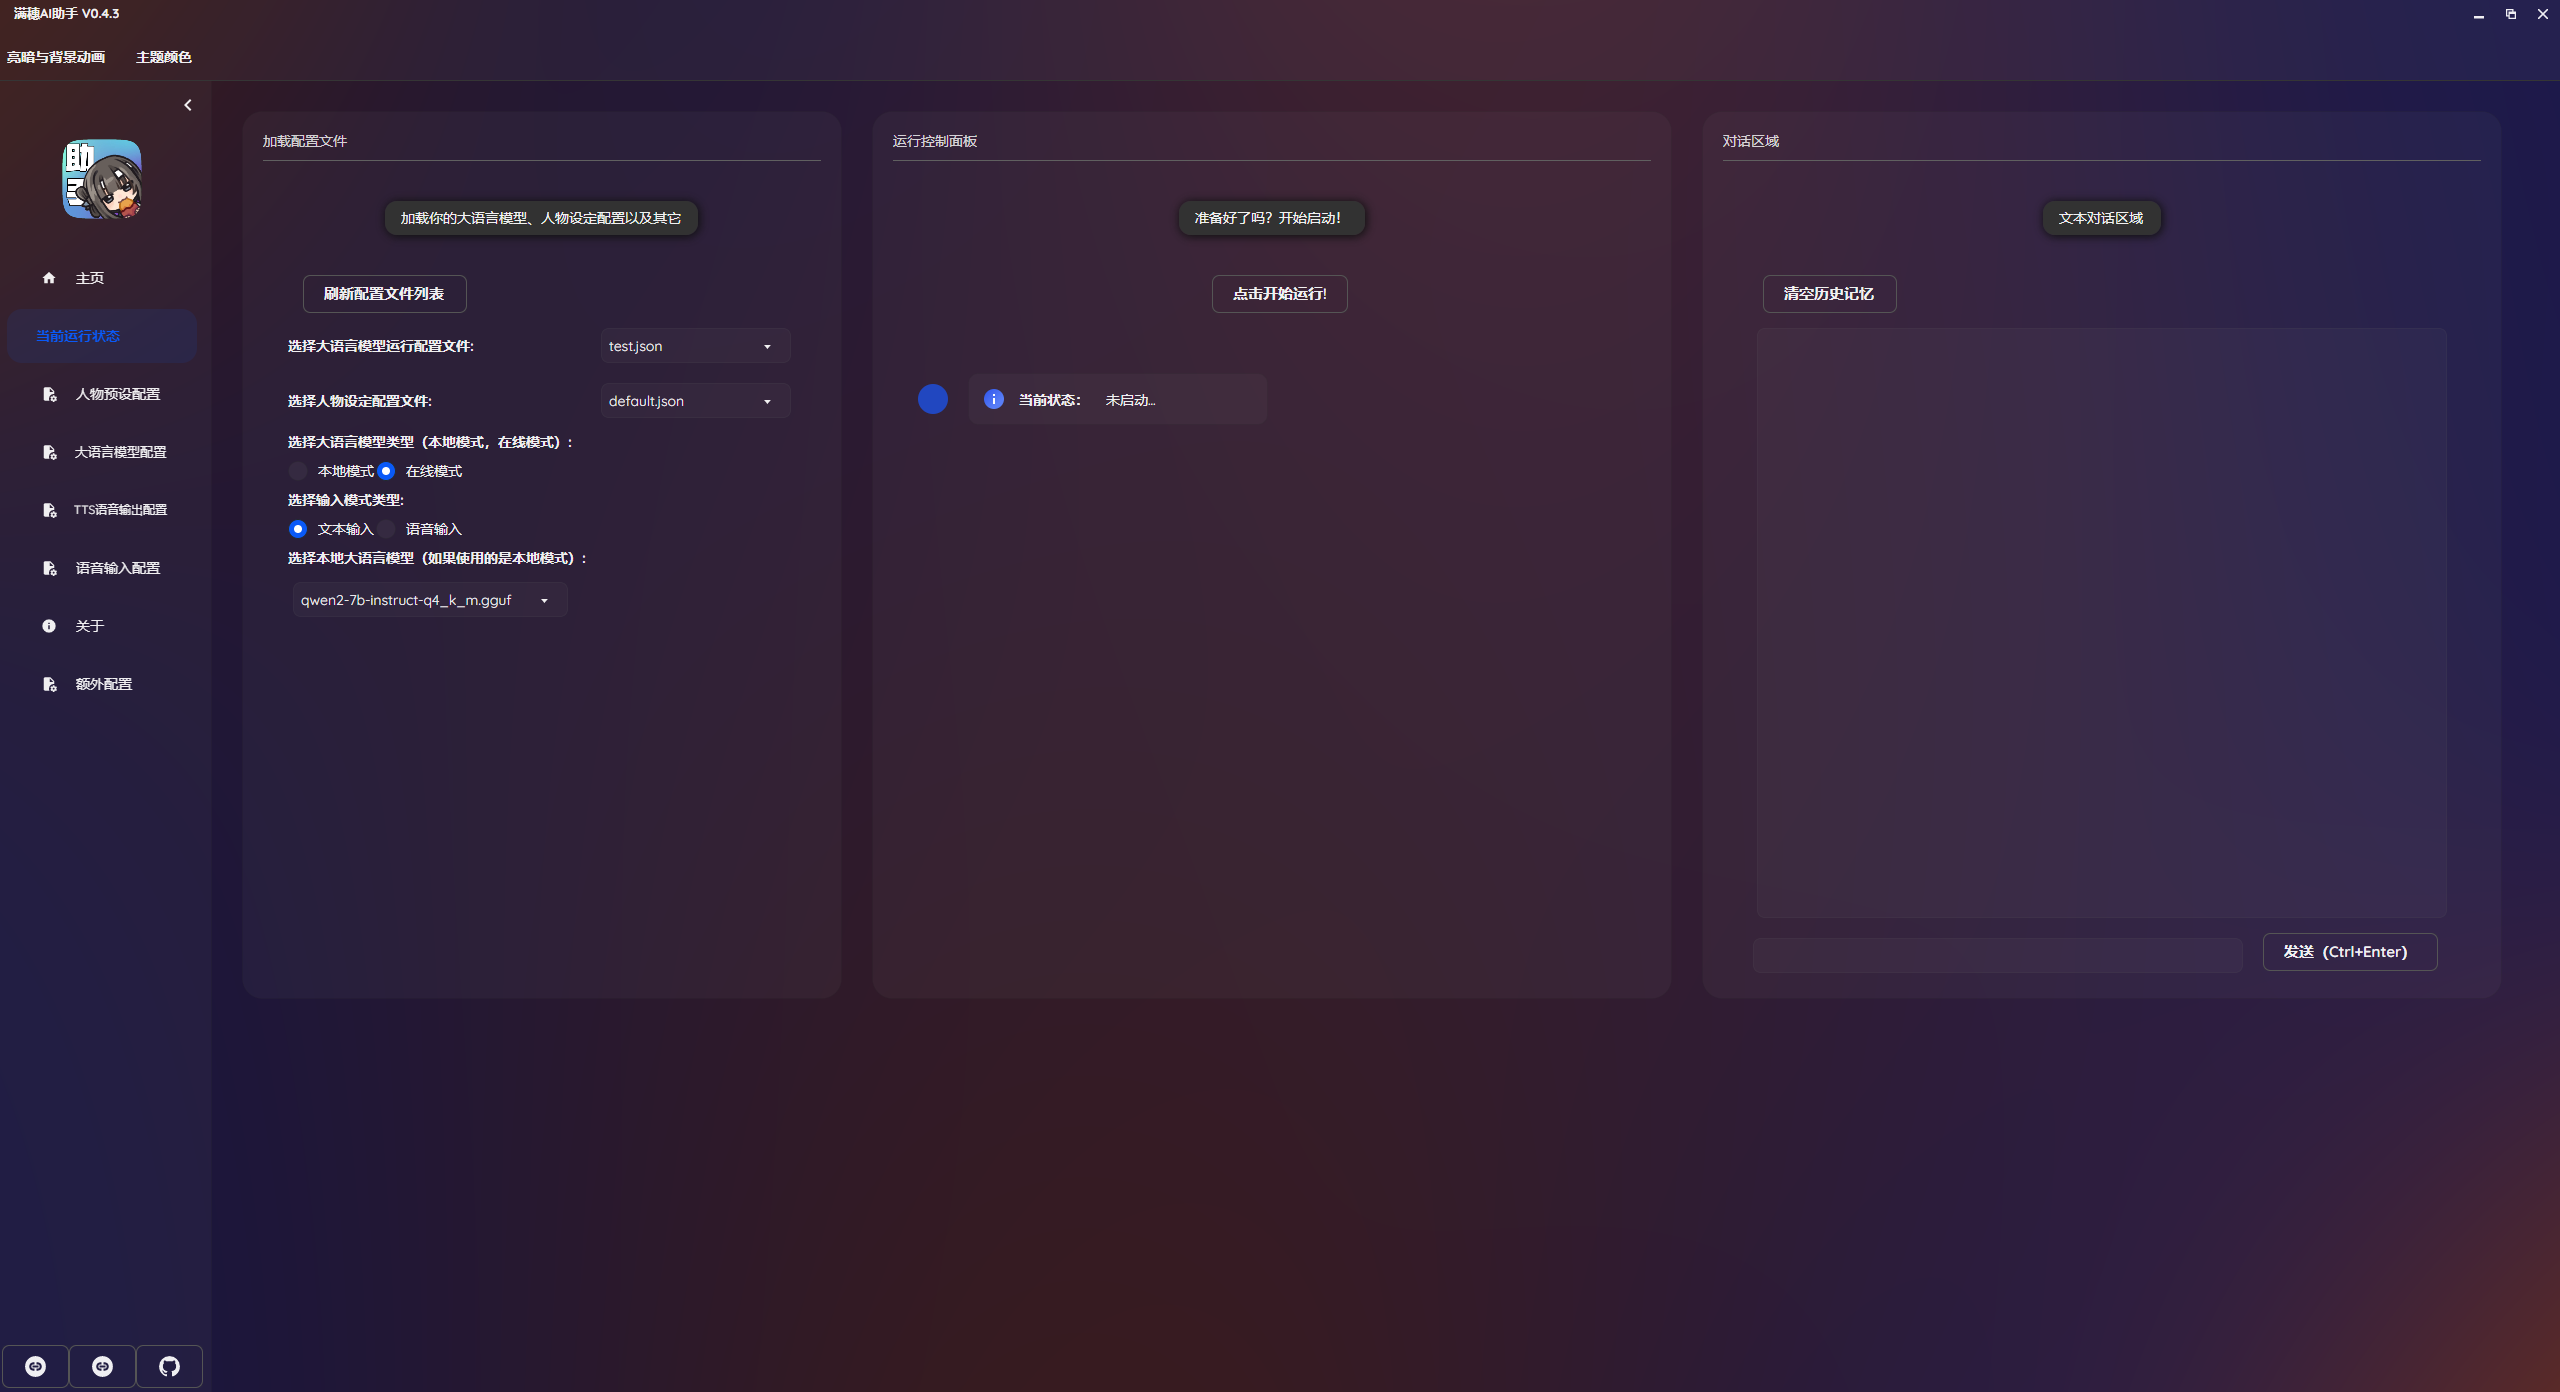 满穗AI助手 V0.4.3
亮暗与背景动画
主题颜色
助
主页
当前运行状态
人物预设配置
大语言模型配置
TTS语音输出配置
语音输入配置
关于
额外配置
加载配置文件
加载你的大语言模型、人物设定配置以及其它
刷新配置文件列表
选择大语言模型运行配置文件:
test.json
选择人物设定配置文件:
default.json
选择大语言模型类型（本地模式，在线模式）:
本地模式 在线模式
选择输入模式类型:
文本输入 语音输入
选择本地大语言模型（如果使用的是本地模式）:
qwen2-7b-instruct-q4_k_m.gguf
运行控制面板
准备好了吗？开始启动！
点击开始运行!
当前状态： 未启动...
对话区域
文本对话区域
清空历史记忆
发送（Ctrl+Enter）